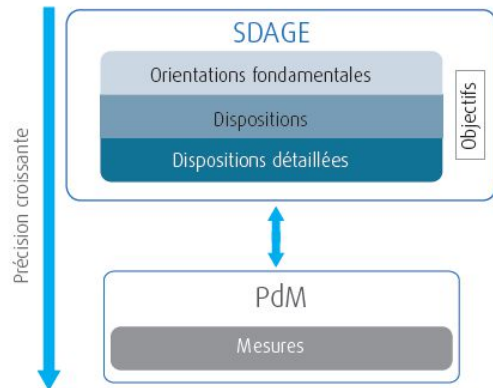 SDAGE
Orientations fondamentales
Dispositions
Dispositions détaillées
Objectifs
Précision croissante
PdM
Mesures